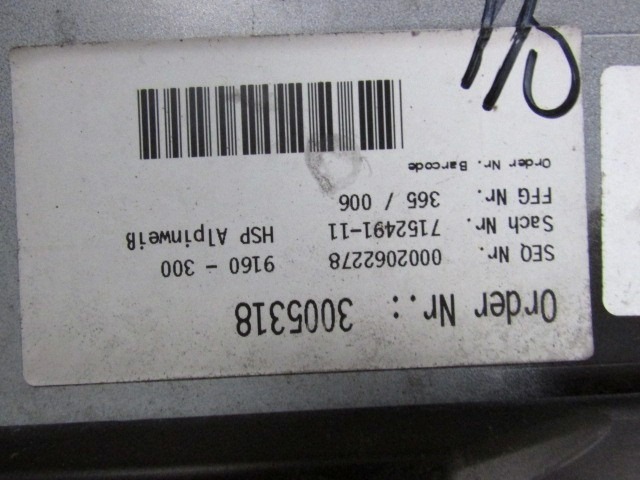 Order Nr.: 3005318
SEQ Nr. 0002062278 9160 - 300
Sach Nr. 7152491-11 HSP Alpinweiß
FFG Nr. 365 / 006
Order Nr. Barcode